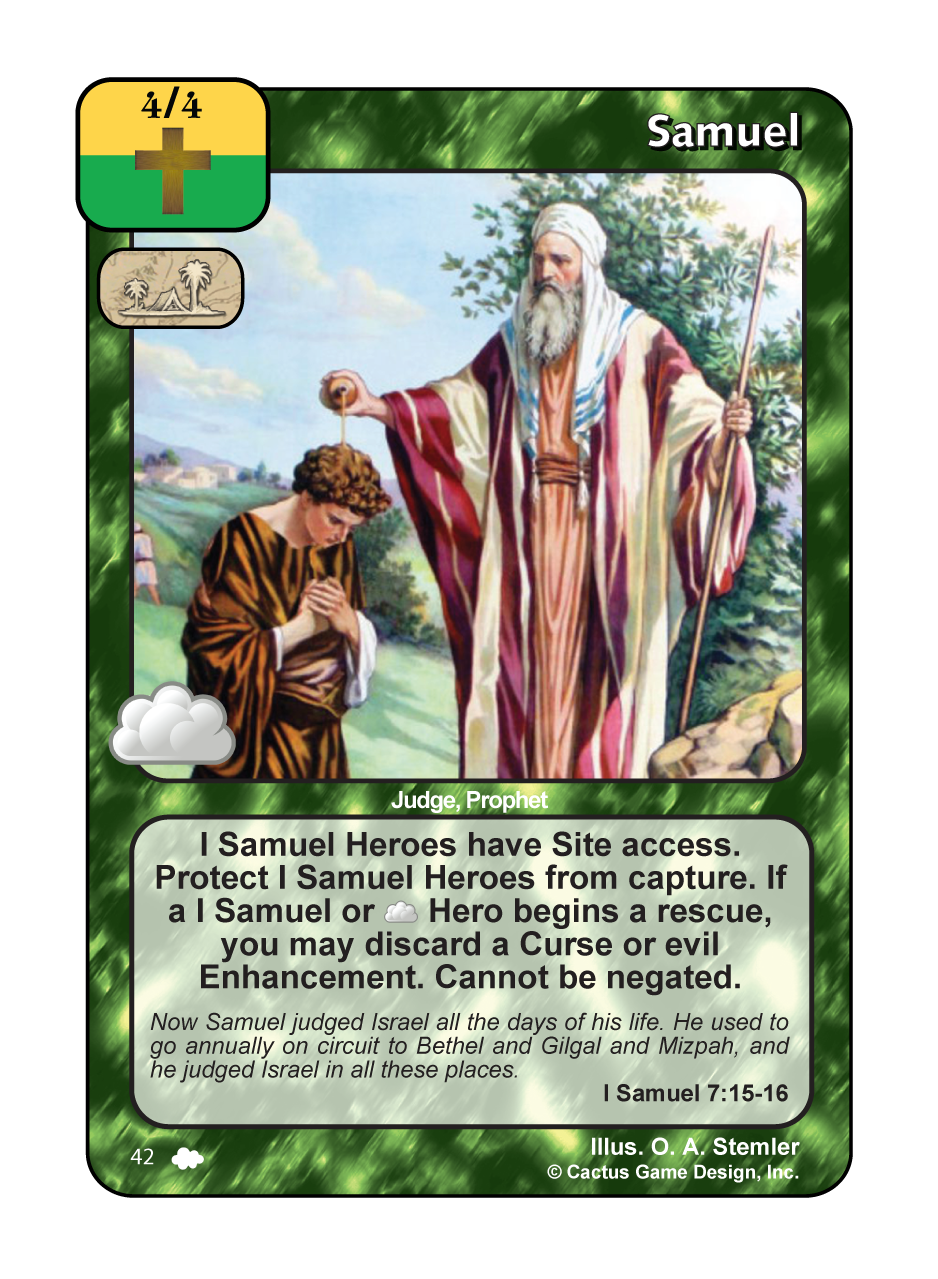 4/4
Samuel
Judge, Prophet
I Samuel Heroes have Site access.
Protect I Samuel Heroes from capture. If
a I Samuel or Hero begins a rescue,
you may discard a Curse or evil
Enhancement. Cannot be negated.
Now Samuel judged Israel all the days of his life. He used to
go annually on circuit to Bethel and Gilgal and Mizpah, and
he judged Israel in all these places.
I Samuel 7:15-16
42
Illus. O. A. Stemler
© Cactus Game Design, Inc.